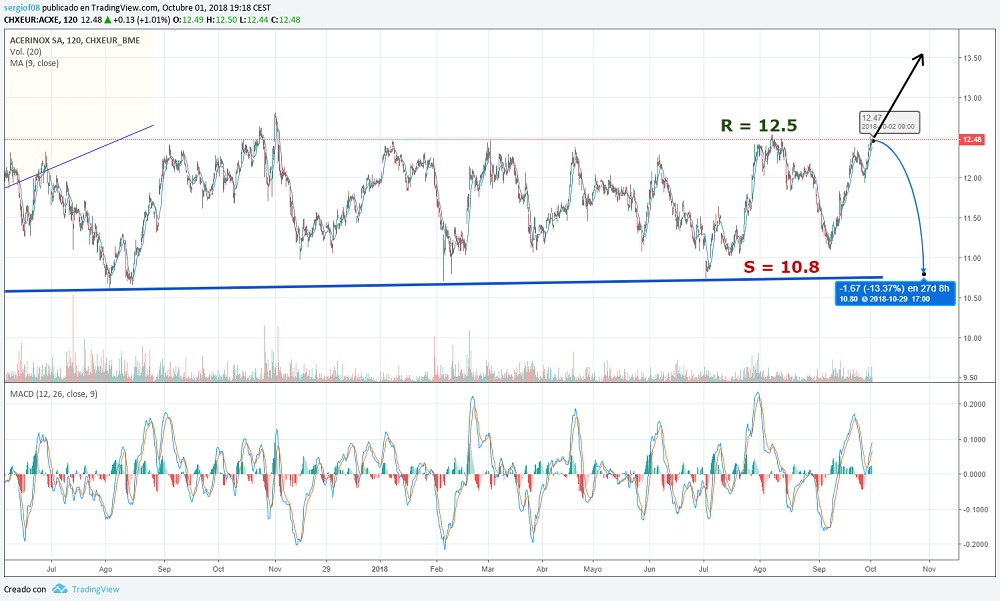 sergiof08 publicado en TradingView.com, Octubre 01, 2018 19:18 CEST
CHXEUR:ACXE, 120 12.48 ▲ +0.13 (+1.01%) O:12.49 H:12.50 L:12.44 C:12.48
ACERINOX SA, 120, CHXEUR_BME
Vol. (20)
MA (9, close)
13.50
13.00
R = 12.5
12.47
2018-10-02 09:00
12.48
12.00
11.50
S = 10.8
11.00
-1.67 (-13.37%) en 27d 8h
10.80 2018-10-29 17:00
10.50
10.00
9.50
MACD (12, 26, close, 9)
0.2000
0.1000
0.0000
-0.1000
-0.2000
Jul Ago Sep Oct Nov 29 2018 Feb Mar Abr Mayo Jun Jul Ago Sep Oct Nov
Creado con TradingView